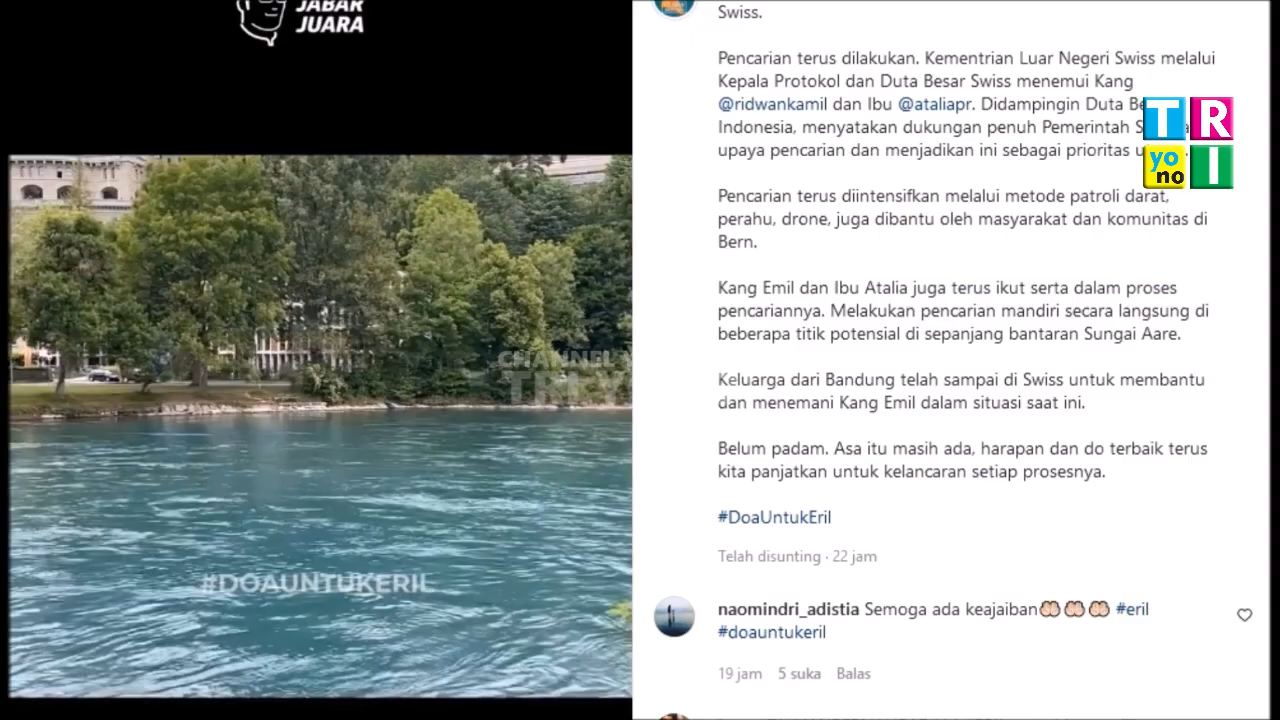 JABAR
JUARA
#DOAUNTUKERIL
CHANNEL
Swiss.
Pencarian terus dilakukan. Kementrian Luar Negeri Swiss melalui
Kepala Protokol dan Duta Besar Swiss menemui Kang
@ridwankamil dan Ibu @ataliapr. Didampingin Duta Be
Indonesia, menyatakan dukungan penuh Pemerintah S
upaya pencarian dan menjadikan ini sebagai prioritas u
Pencarian terus diintensifkan melalui metode patroli darat,
perahu, drone, juga dibantu oleh masyarakat dan komunitas di
Bern.
Kang Emil dan Ibu Atalia juga terus ikut serta dalam proses
pencariannya. Melakukan pencarian mandiri secara langsung di
beberapa titik potensial di sepanjang bantaran Sungai Aare.
Keluarga dari Bandung telah sampai di Swiss untuk membantu
dan menemani Kang Emil dalam situasi saat ini.
Belum padam. Asa itu masih ada, harapan dan do terbaik terus
kita panjatkan untuk kelancaran setiap prosesnya.
#DoaUntukEril
Telah disunting · 22 jam
naomindri_adistia Semoga ada keajaiban🤲🤲🤲 #eril
#doauntukeril
19 jam 5 suka Balas
T R
yo no I